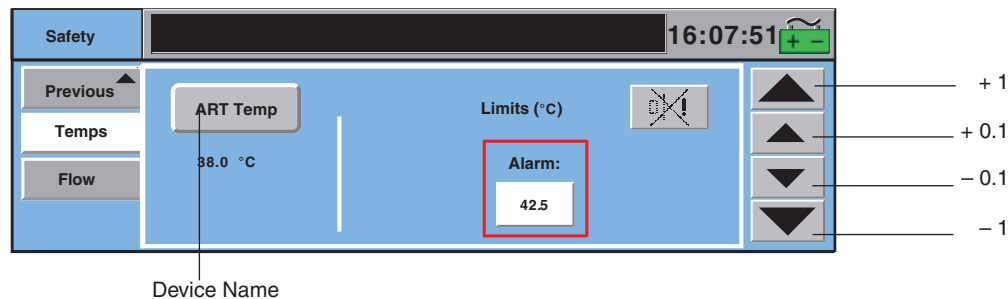 Safety
16:07:51
+ –
Previous
Temps
Flow
ART Temp
38.0 °C
Limits (°C)
Alarm:
42.5
+ 1
+ 0.1
– 0.1
– 1
Device Name